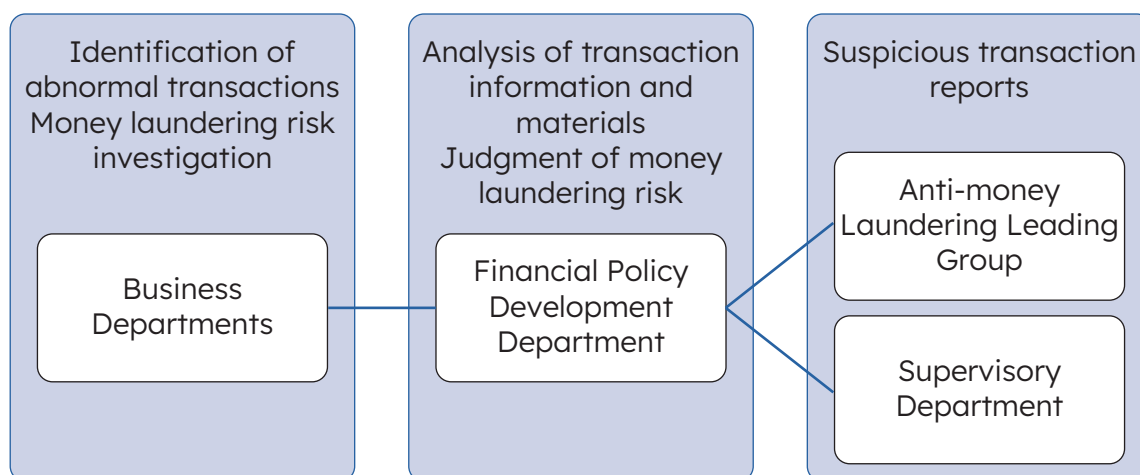 Identification of
abnormal transactions
Money laundering risk
investigation
Business
Departments
Analysis of transaction
information and
materials
Judgment of money
laundering risk
Financial Policy
Development
Department
Suspicious transaction
reports
Anti-money
Laundering Leading
Group
Supervisory
Department